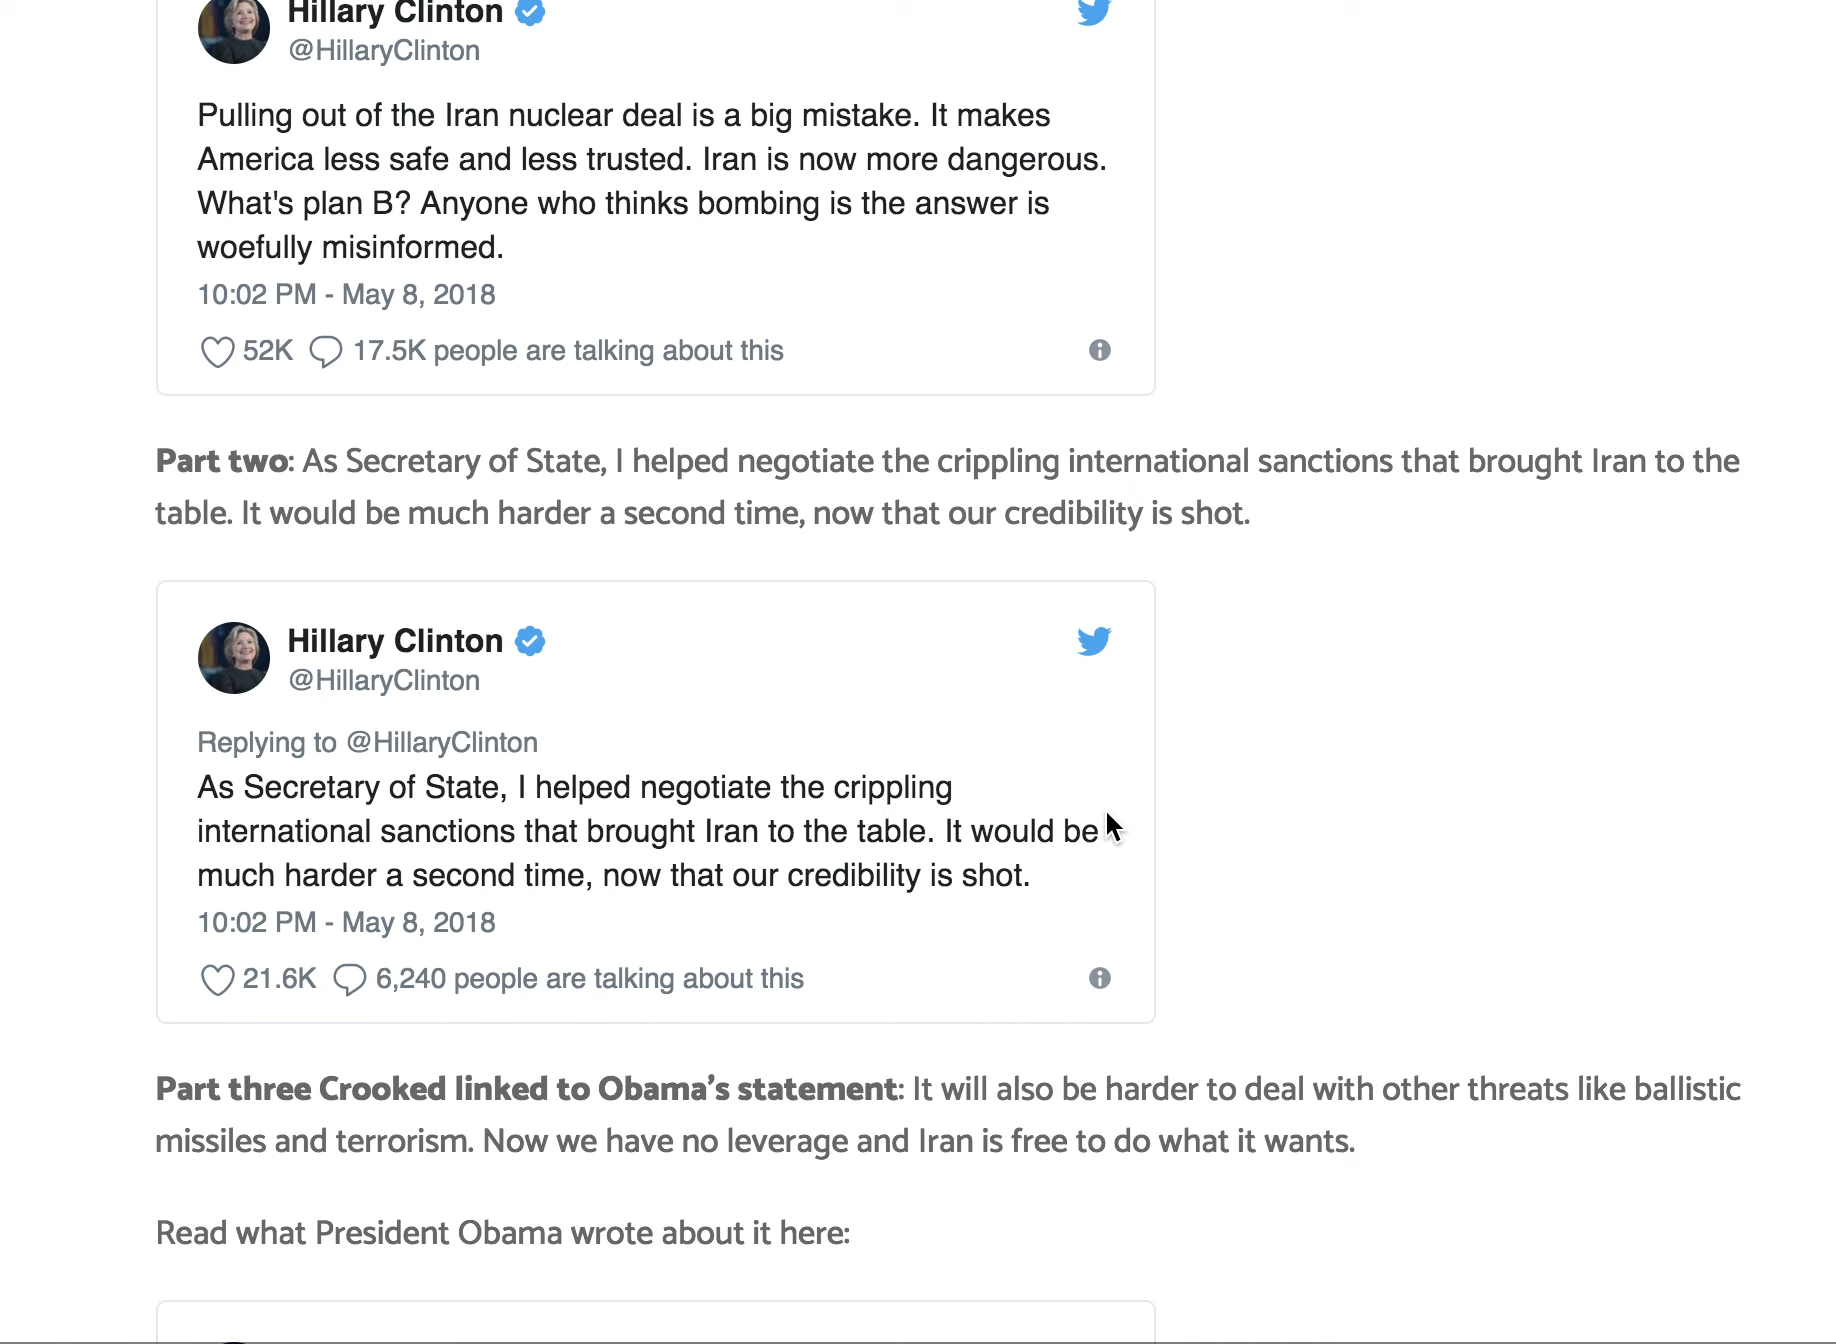 Hillary Clinton
@HillaryClinton
Pulling out of the Iran nuclear deal is a big mistake. It makes
America less safe and less trusted. Iran is now more dangerous.
What's plan B? Anyone who thinks bombing is the answer is
woefully misinformed.
10:02 PM - May 8, 2018
52K 17.5K people are talking about this
Part two: As Secretary of State, I helped negotiate the crippling international sanctions that brought Iran to the
table. It would be much harder a second time, now that our credibility is shot.
Hillary Clinton
@HillaryClinton
Replying to @HillaryClinton
As Secretary of State, I helped negotiate the crippling
international sanctions that brought Iran to the table. It would be
much harder a second time, now that our credibility is shot.
10:02 PM - May 8, 2018
21.6K 6,240 people are talking about this
Part three Crooked linked to Obama’s statement: It will also be harder to deal with other threats like ballistic
missiles and terrorism. Now we have no leverage and Iran is free to do what it wants.
Read what President Obama wrote about it here: